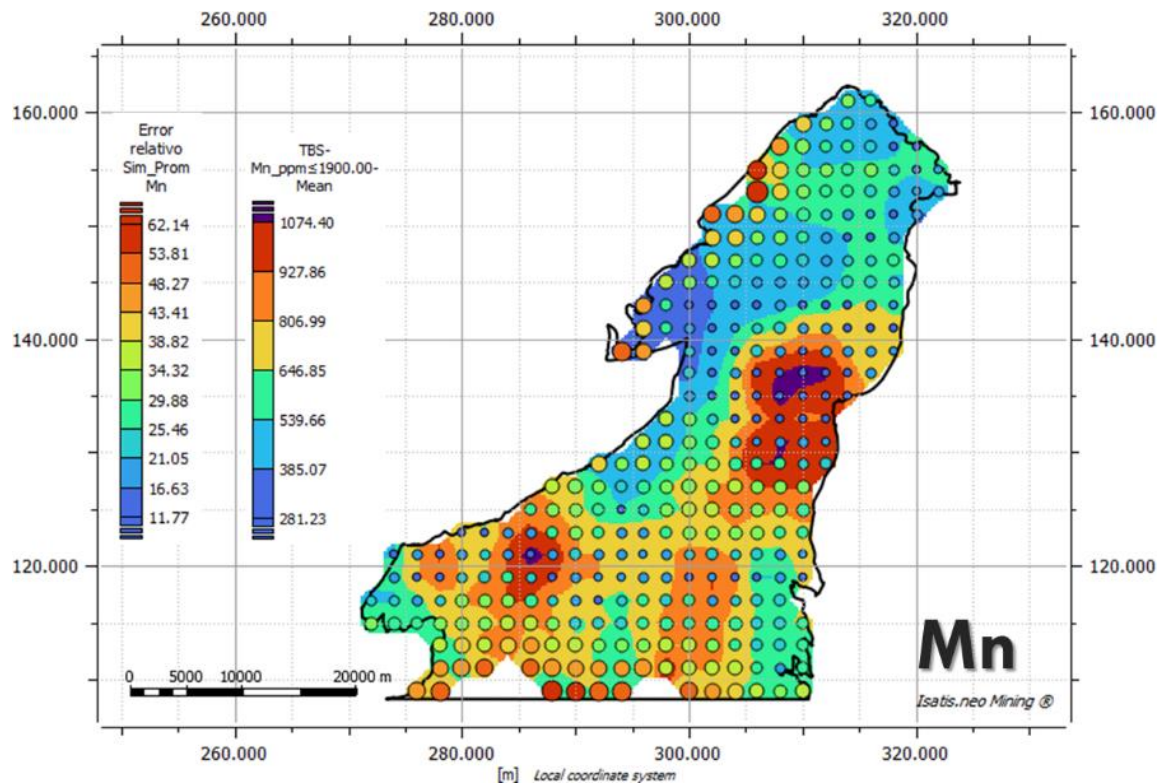 260.000 280.000 300.000 320.000
160.000 160.000
Error
relativo
Sim_Prom
Mn
62.14
53.81
48.27
43.41
38.82
34.32
29.88
25.46
21.05
16.63
11.77
TBS-
Mn_ppm≤1900.00-
Mean
1074.40
927.86
806.99
646.85
539.66
385.07
281.23
140.000 140.000
120.000 120.000
0 5000 10000 20000 m
Mn
Isatis.neo Mining ®
260.000 280.000 300.000 320.000
[m] Local coordinate system